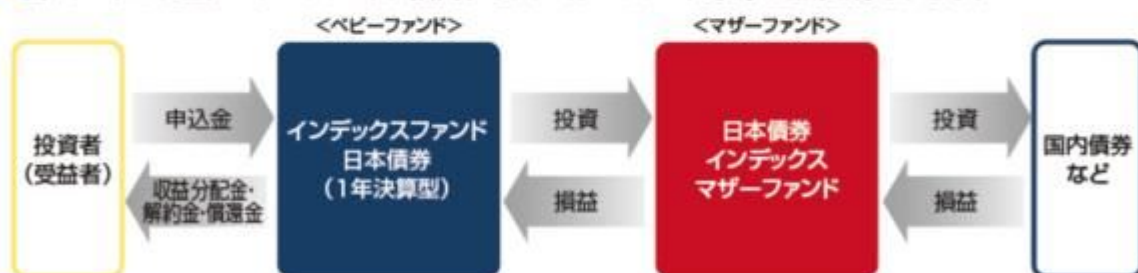 <ベビーファンド>
<マザーファンド>
投資者
(受益者)
申込金
収益分配金・
解約金・償還金
インデックスファンド
日本債券
(1年決算型)
投資
損益
日本債券
インデックス
マザーファンド
投資
損益
国内債券
など